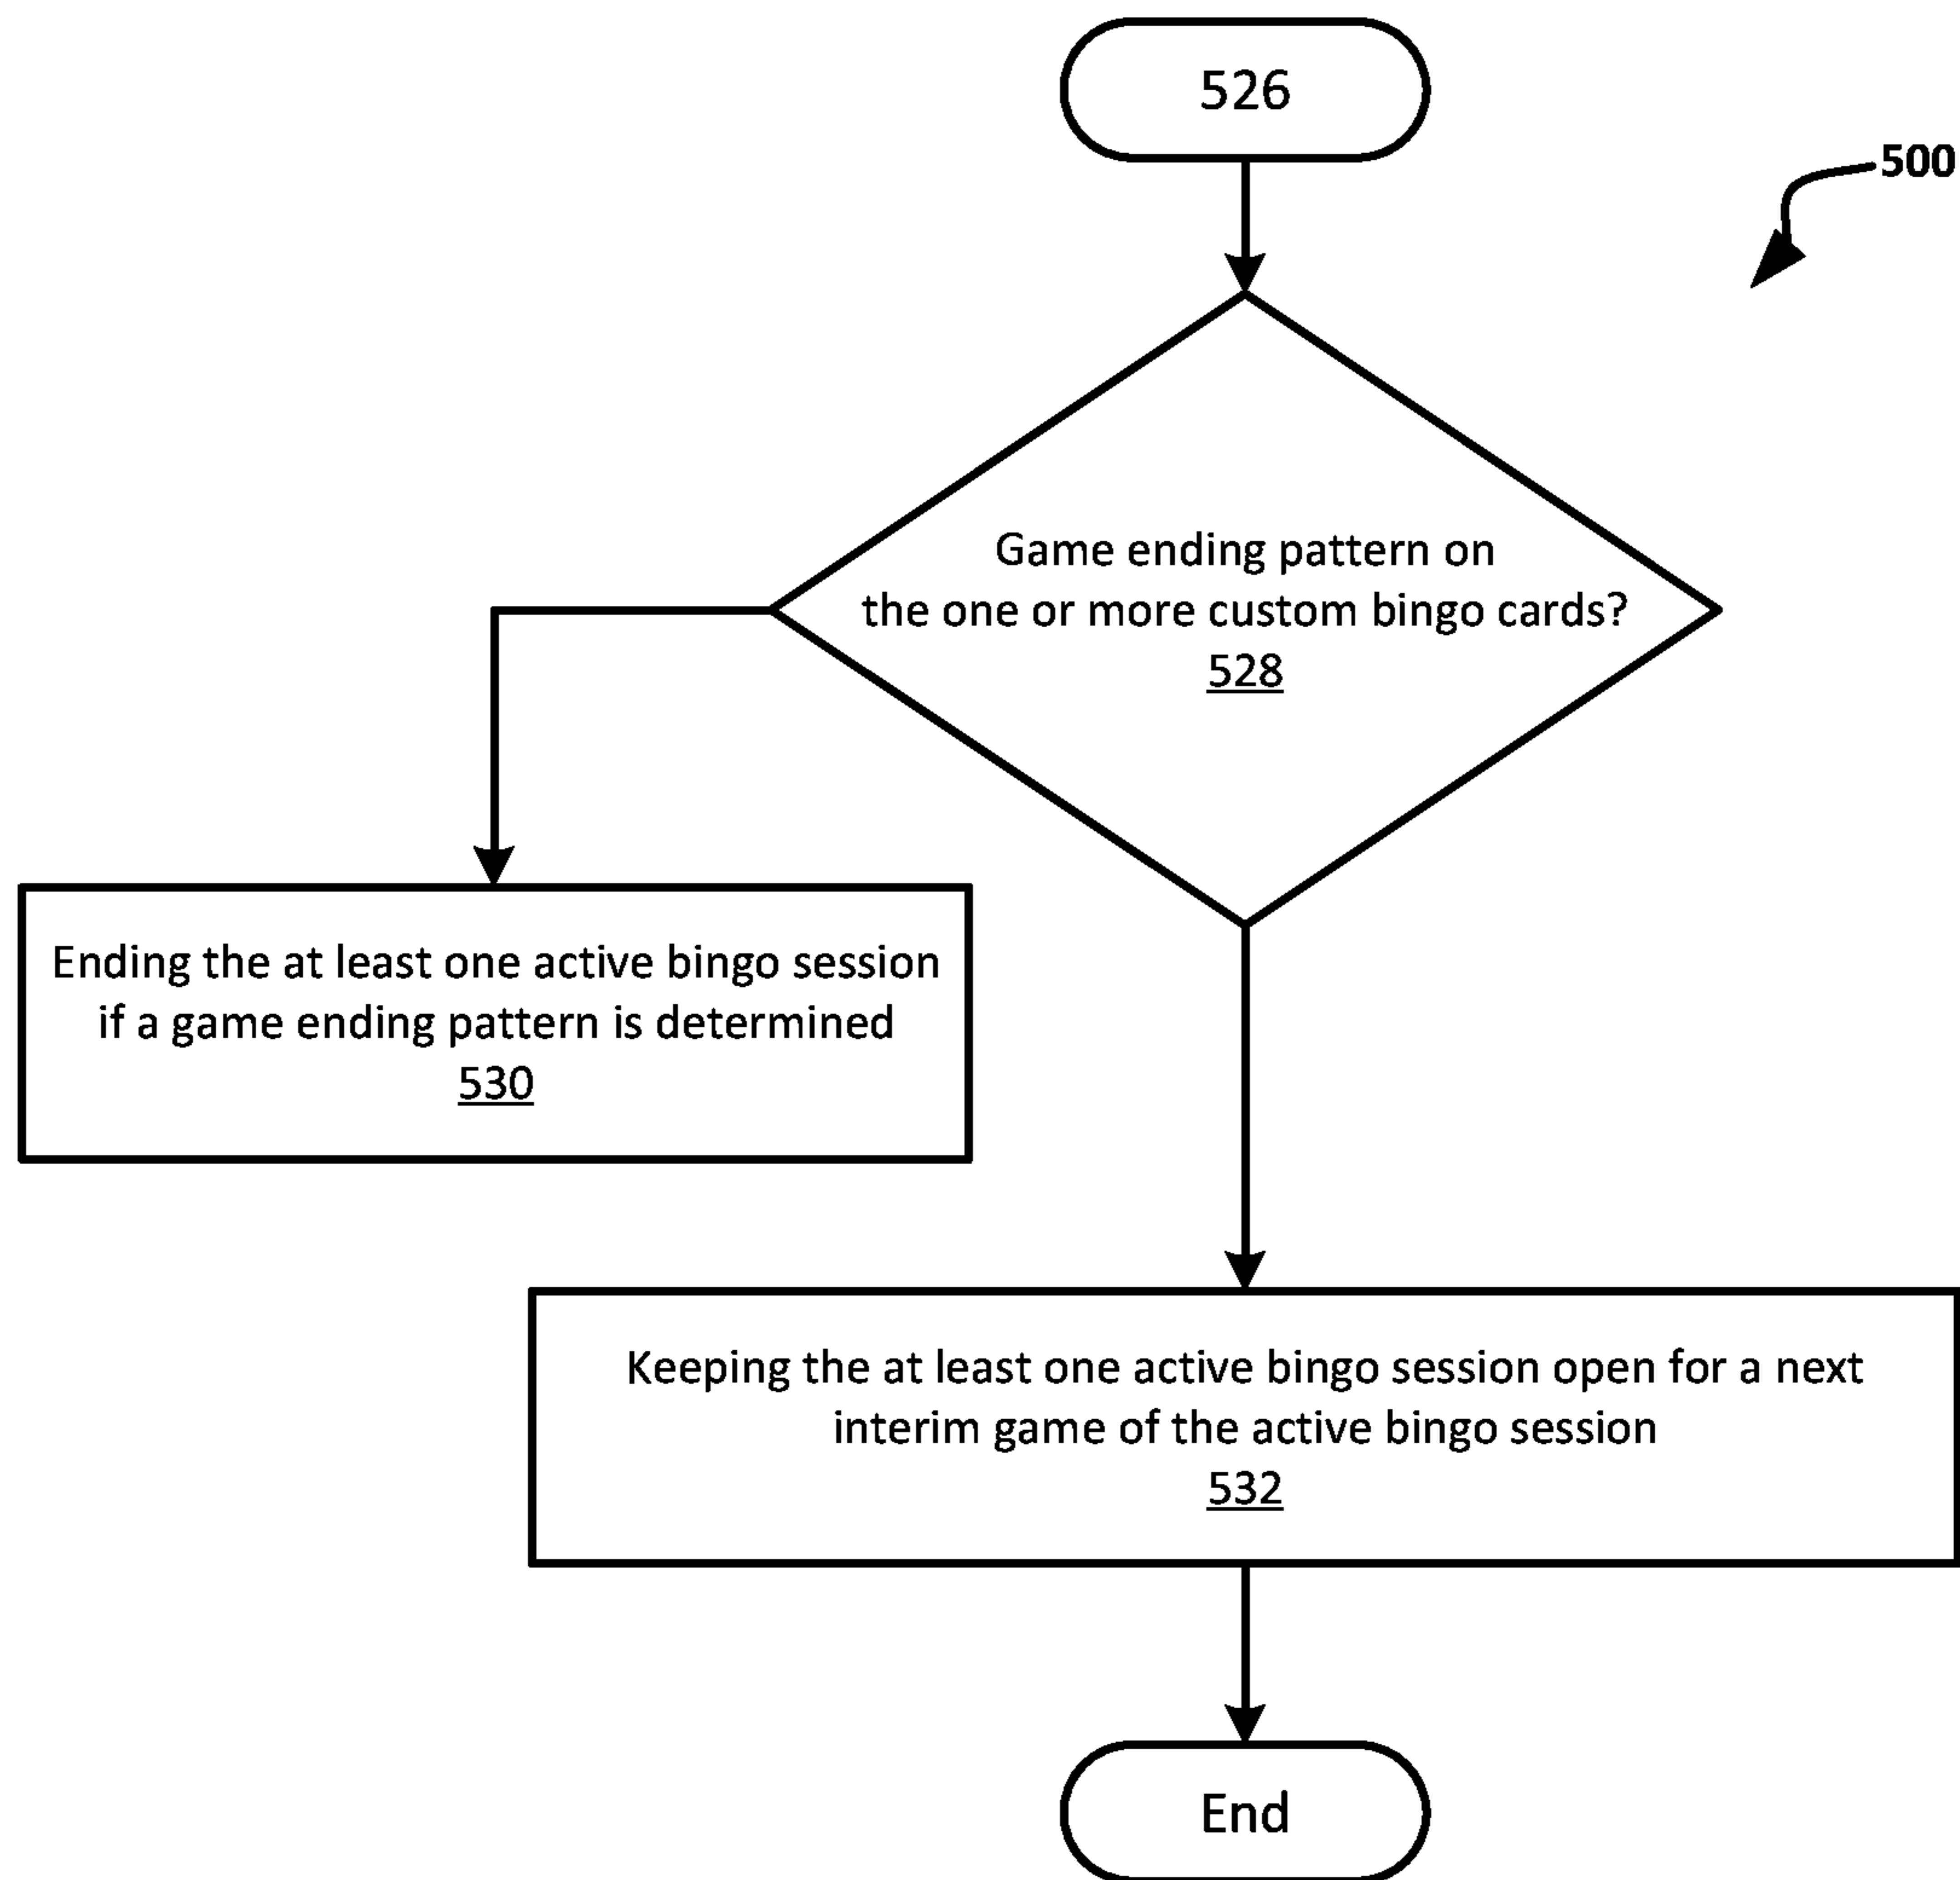 526
500
Game ending pattern on
the one or more custom bingo cards?
528
Ending the at least one active bingo session
if a game ending pattern is determined
530
Keeping the at least one active bingo session open for a next
interim game of the active bingo session
532
End